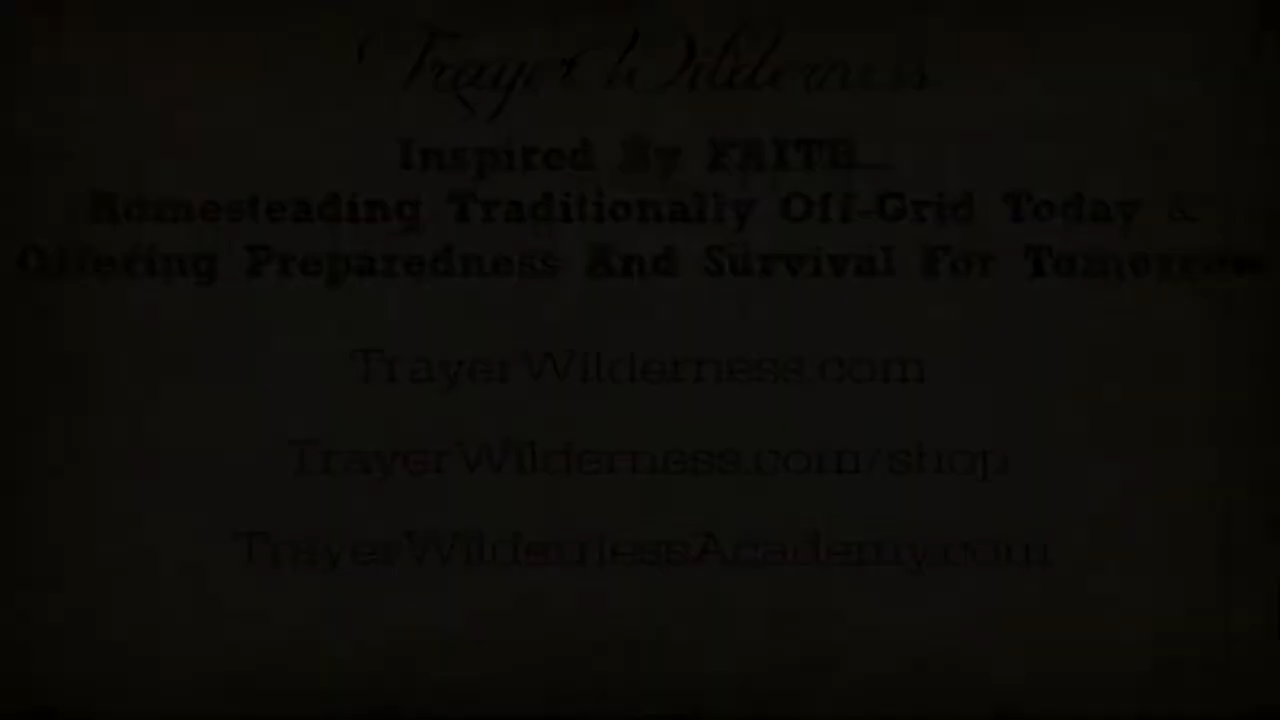 Trayer Wilderness
Inspired By FAITH
Homesteading Traditionally Off-Grid Today &
Offering Preparedness And Survival For Tomorrow
TrayerWilderness.com
TrayerWilderness.com/shop
TrayerWildernessAcademy.com